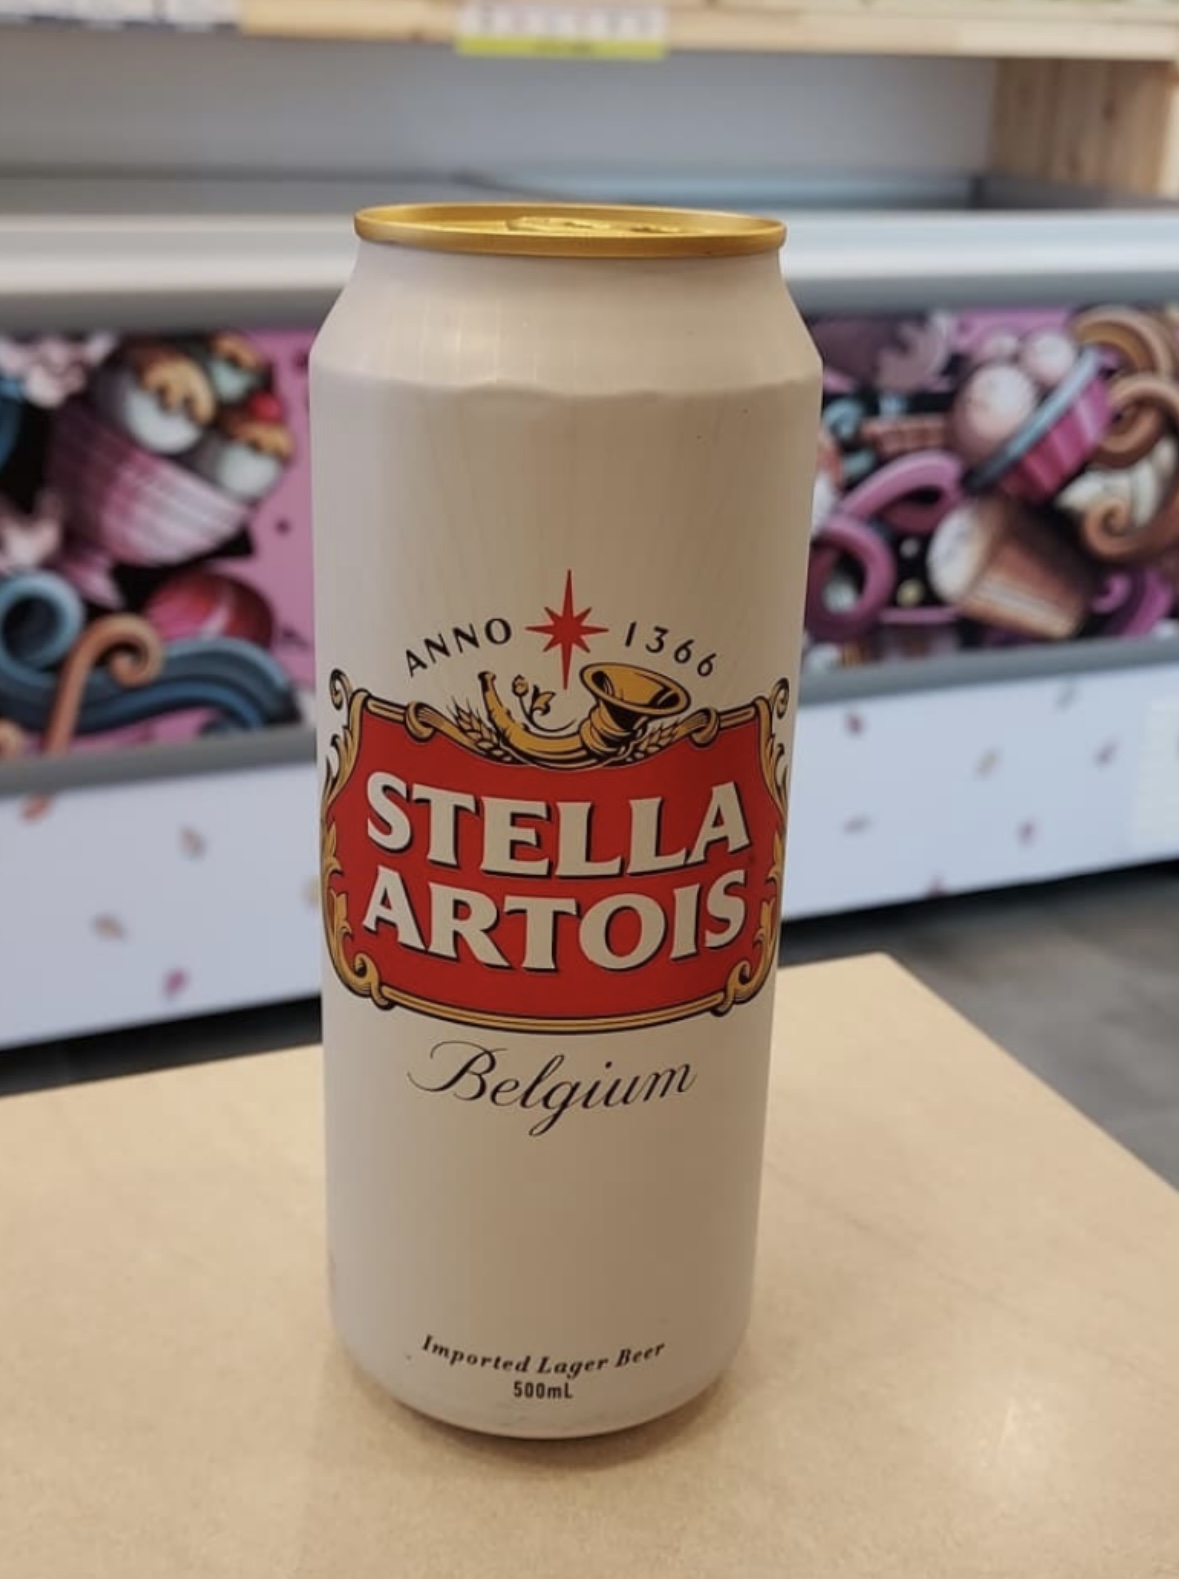 ANNO 1366
STELLA
ARTOIS
Belgium
Imported Lager Beer
500mL